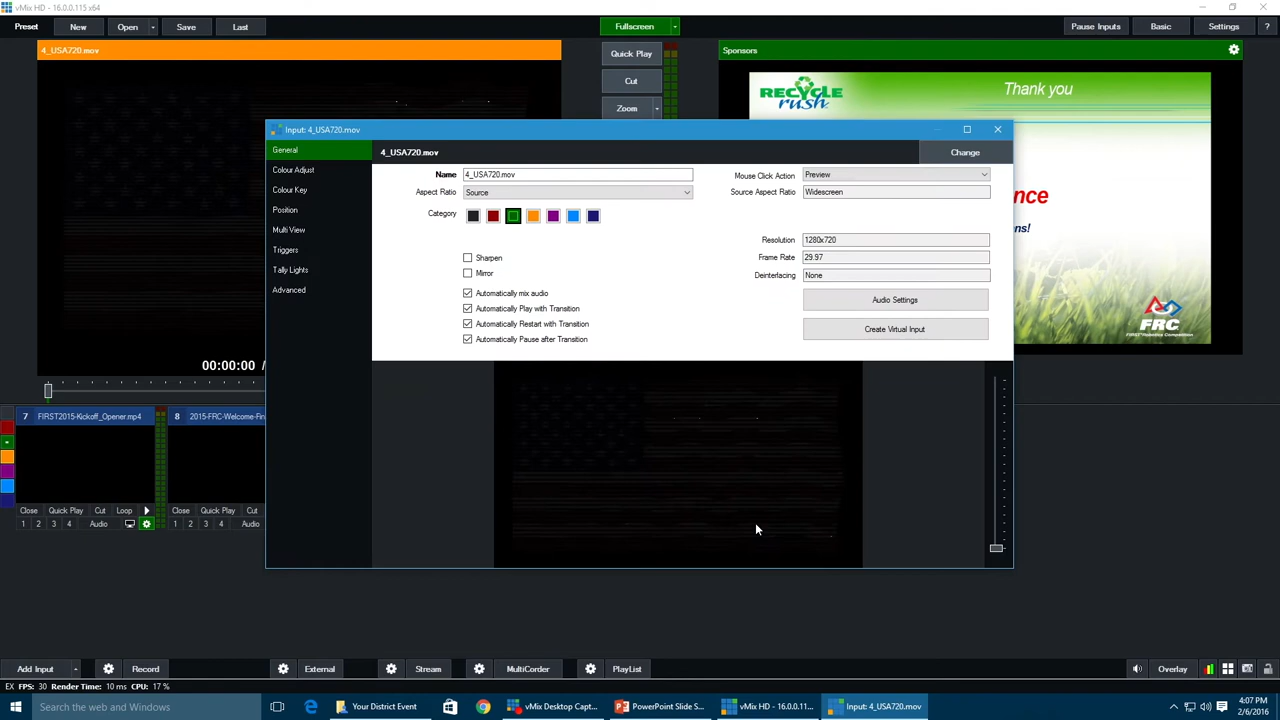 vMix HD - 16.0.0.115 x64
Preset New Open Save Last Fullscreen Pause Inputs Basic Settings ?
4_USA720.mov
Quick Play
Cut
Zoom
Sponsors
RECYCLE
rush
Thank you
FRC
Input: 4_USA720.mov
General
Colour Adjust
Colour Key
Position
Multi View
Triggers
Tally Lights
Advanced
4_USA720.mov Change
Name 4_USA720.mov
Aspect Ratio Source
Category
Sharpen
Mirror
Automatically mix audio
Automatically Play with Transition
Automatically Restart with Transition
Automatically Pause after Transition
Mouse Click Action Preview
Source Aspect Ratio Widescreen
Resolution 1280x720
Frame Rate 29.97
Deinterlacing None
Audio Settings
Create Virtual Input
00:00:00 /
7 FIRST2015-Kickoff_Opener.mp4
Close Quick Play Cut Loop
1 2 3 4 Audio
8 2015-FRC-Welcome-Fin
Close Quick Play Cut
1 2 3 4 Audio
Add Input Record External Stream MultiCorder PlayList Overlay
EX FPS: 30 Render Time: 10 ms CPU: 17 %
Search the web and Windows
Your District Event
vMix Desktop Capt...
PowerPoint Slide S...
vMix HD - 16.0.0.11...
Input: 4_USA720.mov
4:07 PM
2/6/2016